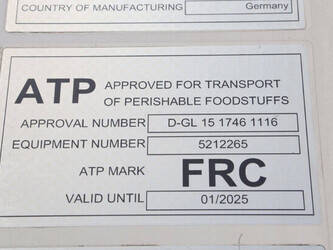 COUNTRY OF MANUFACTURING Germany
ATP APPROVED FOR TRANSPORT
OF PERISHABLE FOODSTUFFS
APPROVAL NUMBER D-GL 15 1746 1116
EQUIPMENT NUMBER 5212265
ATP MARK FRC
VALID UNTIL 01/2025